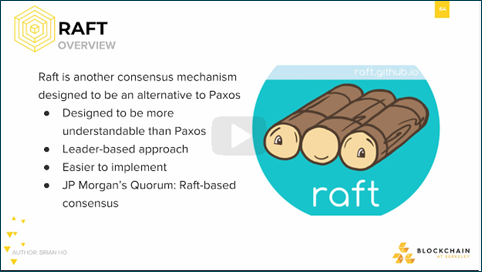 RAFT
OVERVIEW
64
Raft is another consensus mechanism
designed to be an alternative to Paxos
● Designed to be more
understandable than Paxos
● Leader-based approach
● Easier to implement
● JP Morgan's Quorum: Raft-based
consensus
raft.github.io
raft
AUTHOR: BRIAN HO
BLOCKCHAIN
AT BERKELEY